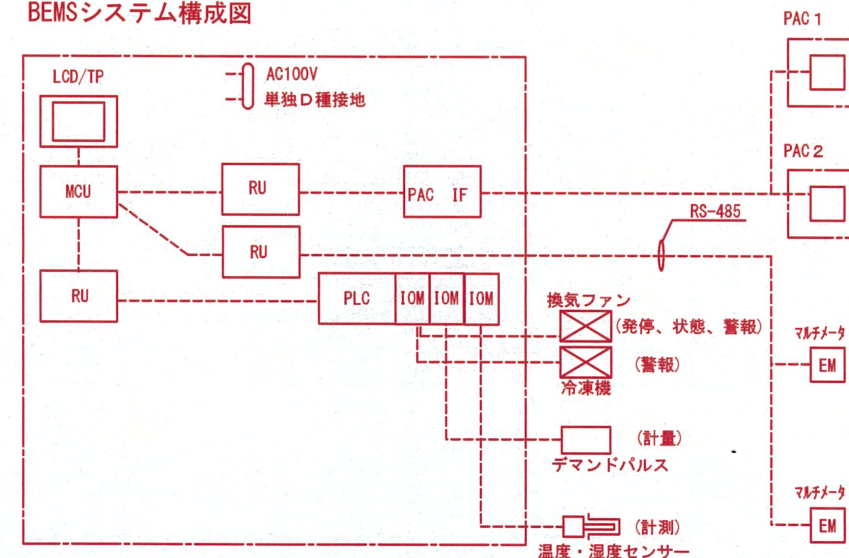 BEMSシステム構成図
PAC 1
LCD/TP
AC100V
単独D種接地
PAC 2
MCU
RU
PAC IF
RS-485
RU
RU
PLC
IOM
IOM
IOM
換気ファン
(発停、状態、警報)
マルチメータ
EM
(警報)
冷凍機
(計量)
デマンドパルス
マルチメータ
EM
(計測)
温度・湿度センサー